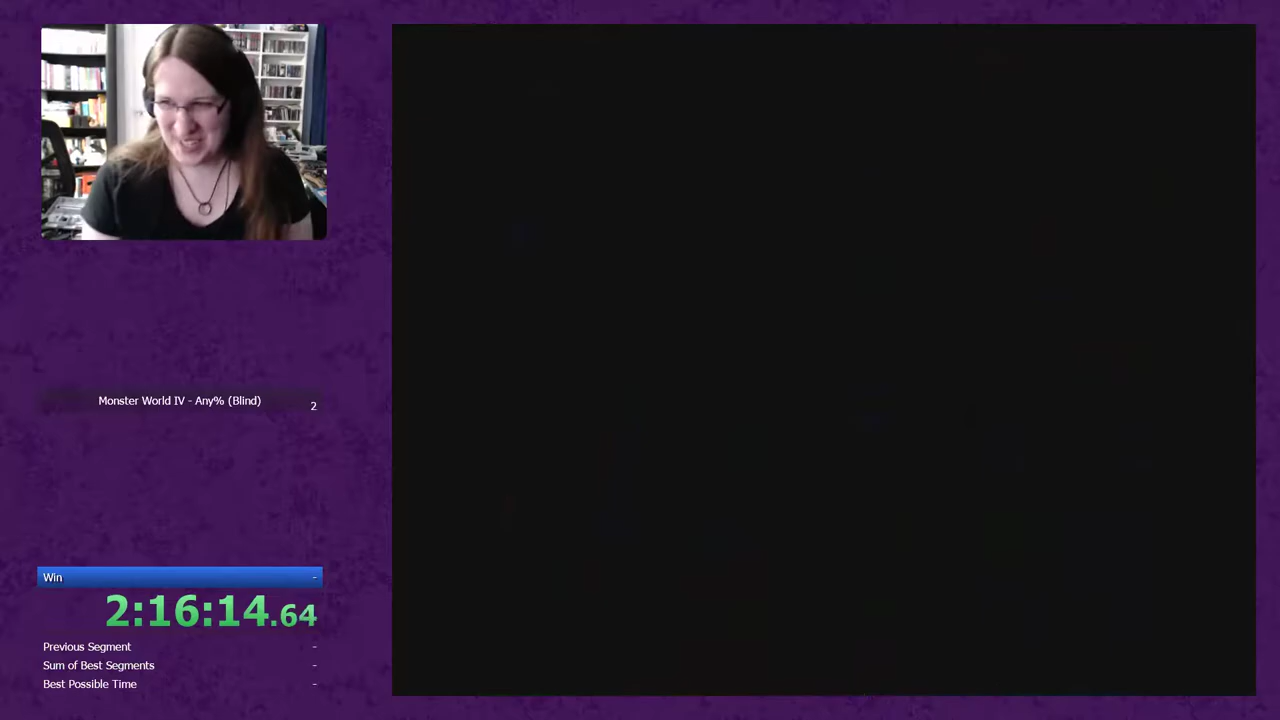 Monster World IV - Any% (Blind)
2
Win -
2:16:14.64
Previous Segment -
Sum of Best Segments -
Best Possible Time -